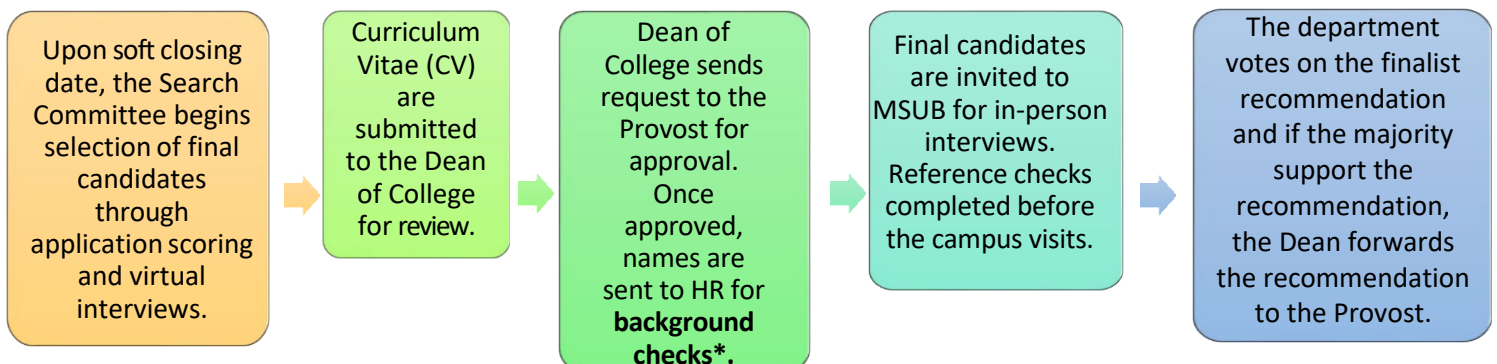 Upon soft closing
date, the Search
Committee begins
selection of final
candidates
through
application scoring
and virtual
interviews.
Curriculum
Vitae (CV)
are
submitted
to the Dean
of College
for review.
Dean of
College sends
request to the
Provost for
approval.
Once
approved,
names are
sent to HR for
background
checks*.
Final candidates
are invited to
MSUB for in-person
interviews.
Reference checks
completed before
the campus visits.
The department
votes on the finalist
recommendation
and if the majority
support the
recommendation,
the Dean forwards
the recommendation
to the Provost.